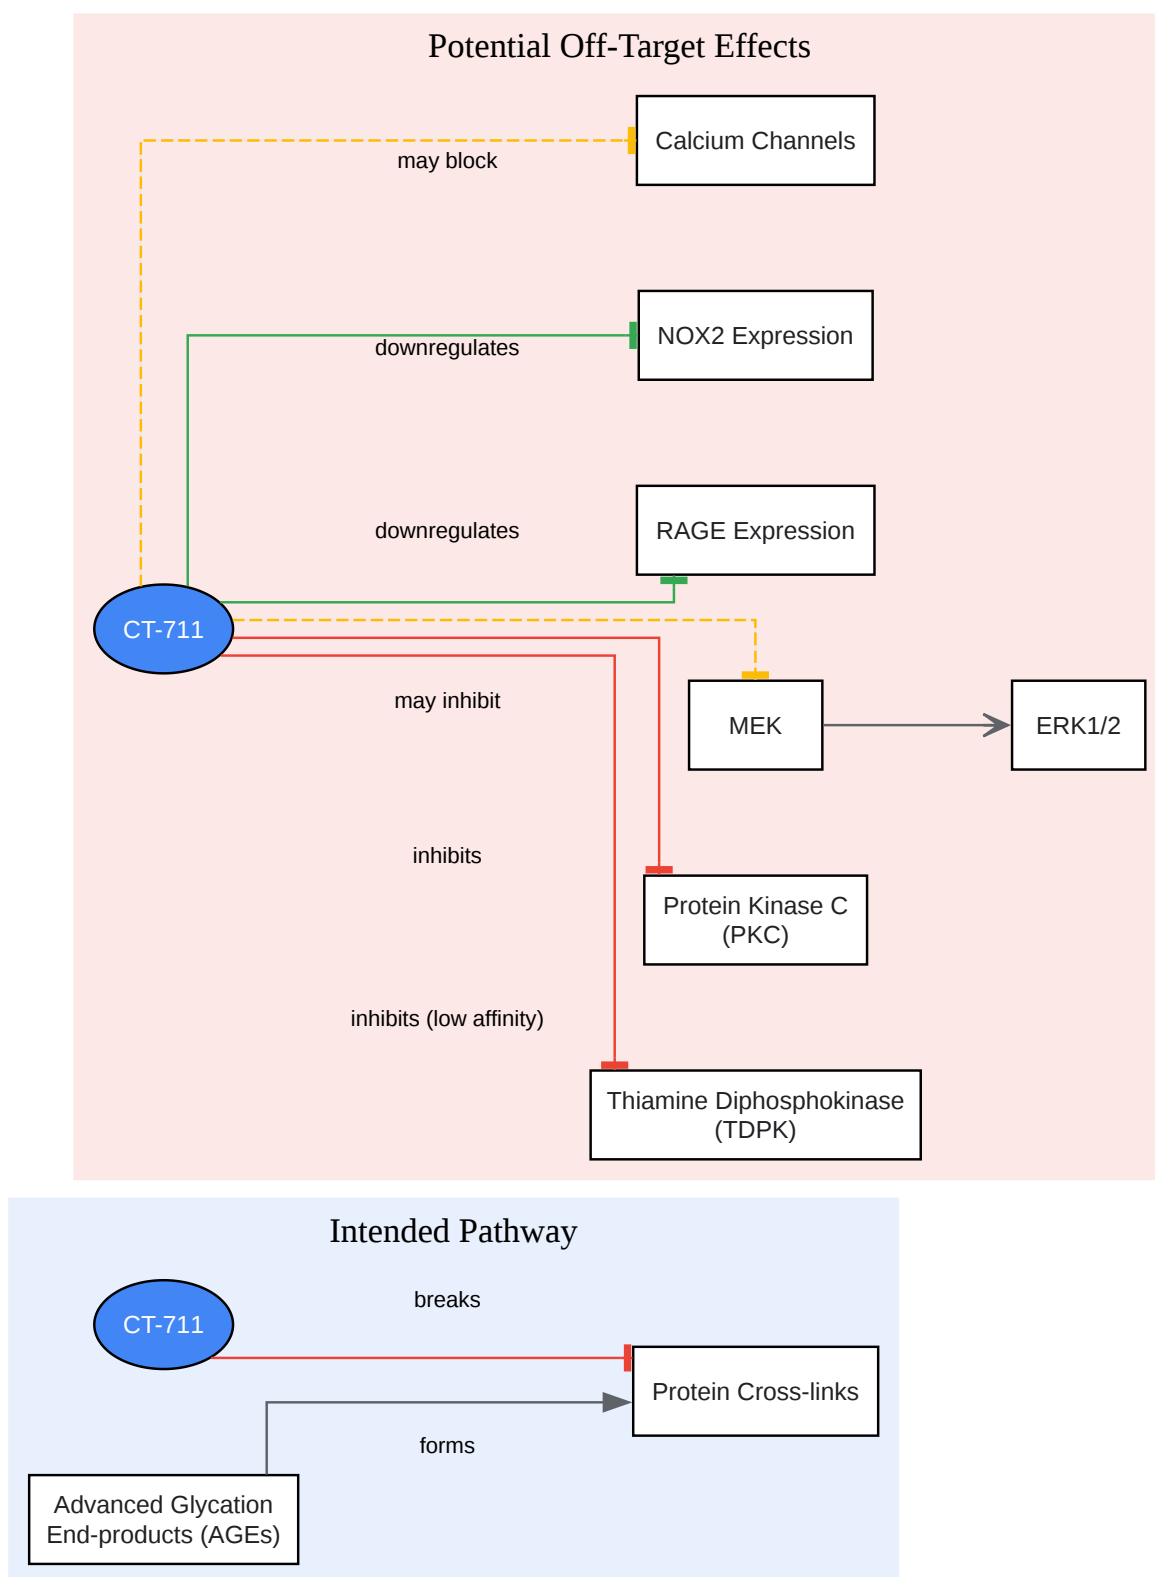 Potential Off-Target Effects
Calcium Channels
may block
NOX2 Expression
downregulates
RAGE Expression
downregulates
CT-711
may inhibit
MEK
ERK1/2
inhibits
Protein Kinase C
(PKC)
inhibits (low affinity)
Thiamine Diphosphokinase
(TDPK)
Intended Pathway
breaks
CT-711
Protein Cross-links
forms
Advanced Glycation
End-products (AGEs)